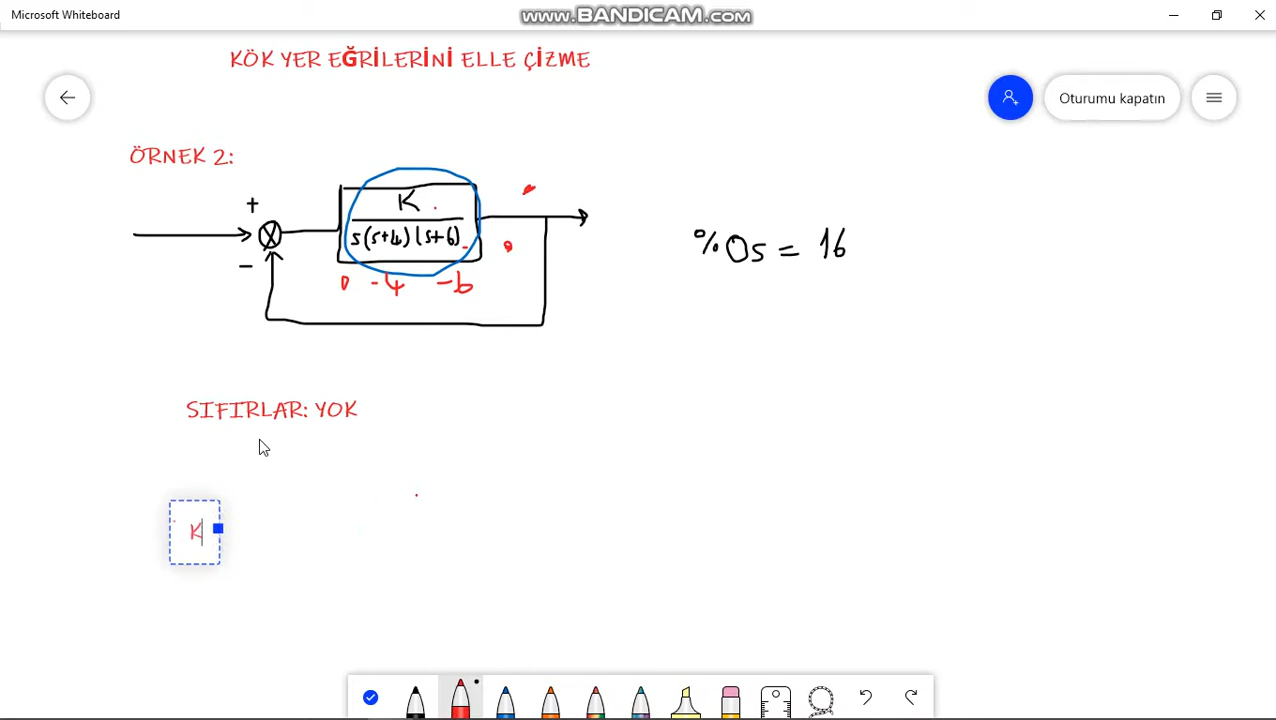 Microsoft Whiteboard
www.BANDICAM.com
KÖK YER EĞRİLERİNİ ELLE ÇİZME
Oturumu kapatın
ÖRNEK 2:
+
K
s(s+4)(s+6)
%Os = 16
−
0 -4 -6
SIFIRLAR: YOK
K